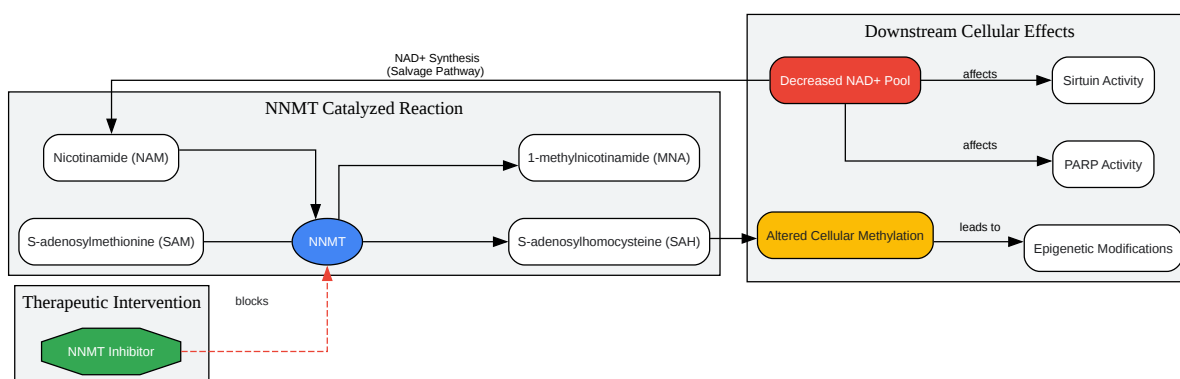 Downstream Cellular Effects
NAD+ Synthesis
(Salvage Pathway)
Decreased NAD+ Pool
affects
Sirtuin Activity
NNMT Catalyzed Reaction
Nicotinamide (NAM)
1-methylnicotinamide (MNA)
affects
PARP Activity
S-adenosylmethionine (SAM)
NNMT
S-adenosylhomocysteine (SAH)
Altered Cellular Methylation
leads to
Epigenetic Modifications
Therapeutic Intervention
blocks
NNMT Inhibitor